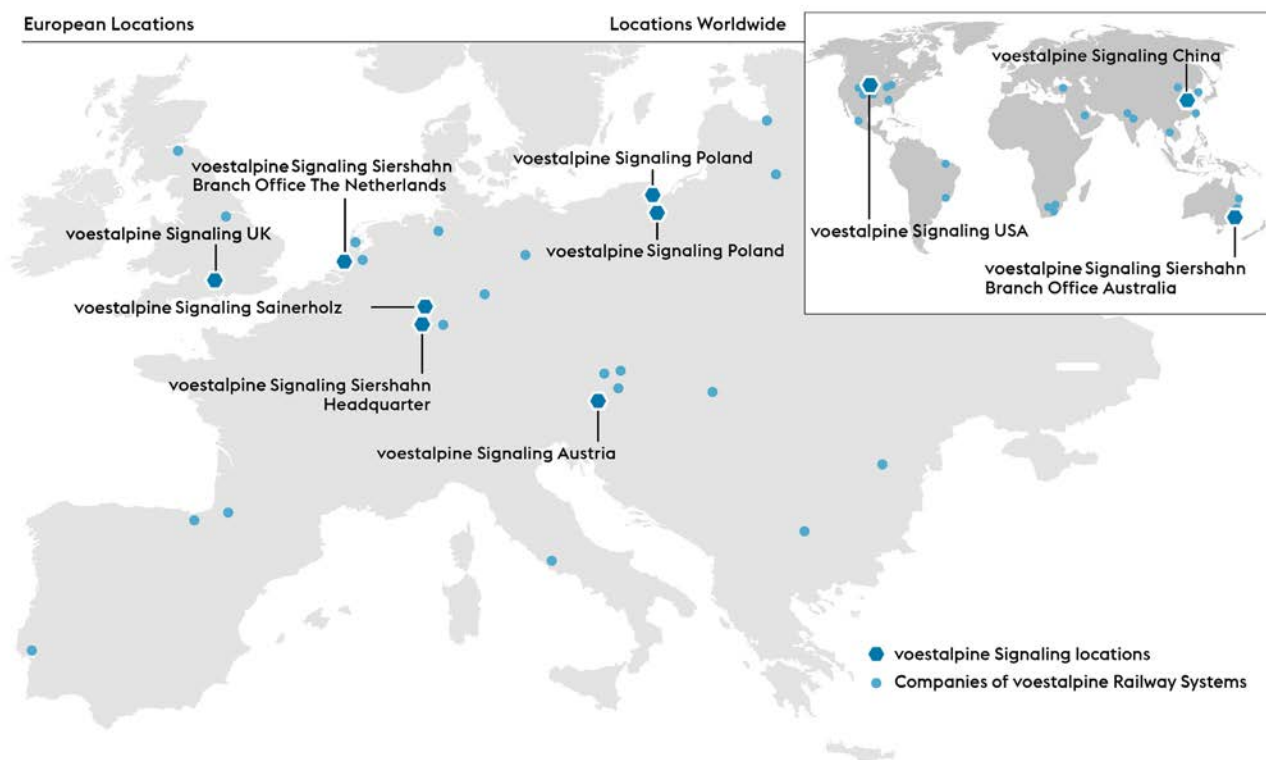 European Locations
Locations Worldwide
voestalpine Signaling China
voestalpine Signaling USA
voestalpine Signaling Siershahn
Branch Office Australia
voestalpine Signaling Siershahn
Branch Office The Netherlands
voestalpine Signaling Poland
voestalpine Signaling UK
voestalpine Signaling Poland
voestalpine Signaling Sainerholz
voestalpine Signaling Siershahn
Headquarter
voestalpine Signaling Austria
voestalpine Signaling locations
Companies of voestalpine Railway Systems